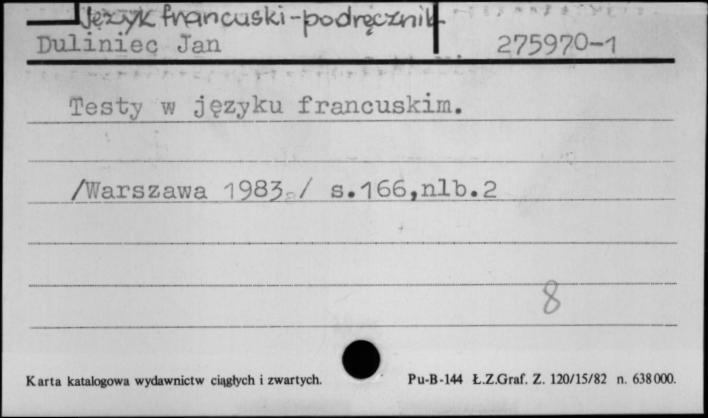 Język francuski-podręcznik
Duliniec Jan 275970-1
Testy w języku francuskim.
/Warszawa 1983./ s.166,nlb.2
8
Karta katalogowa wydawnictw ciągłych i zwartych. Pu-B-144 Ł.Z.Graf. Z. 120/15/82 n. 638000.